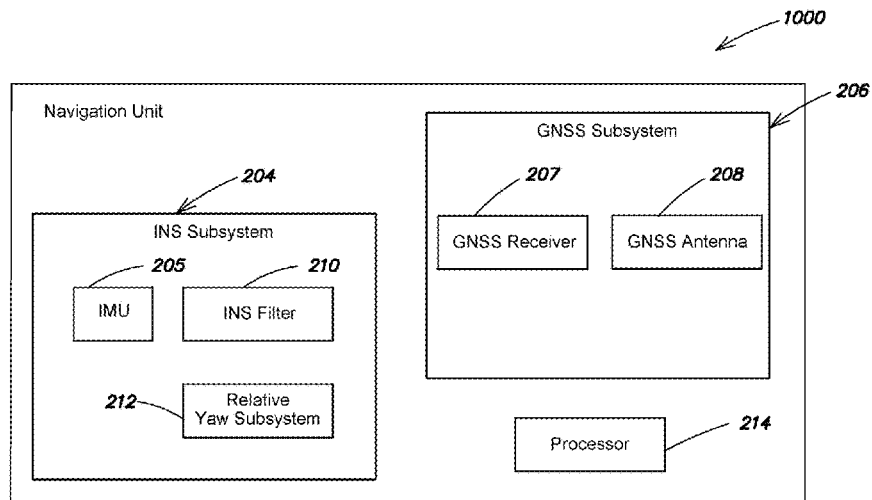 1000
Navigation Unit
206
GNSS Subsystem
204
207
208
INS Subsystem
GNSS Receiver
GNSS Antenna
205
210
IMU
INS Filter
212
Relative
Yaw Subsystem
214
Processor